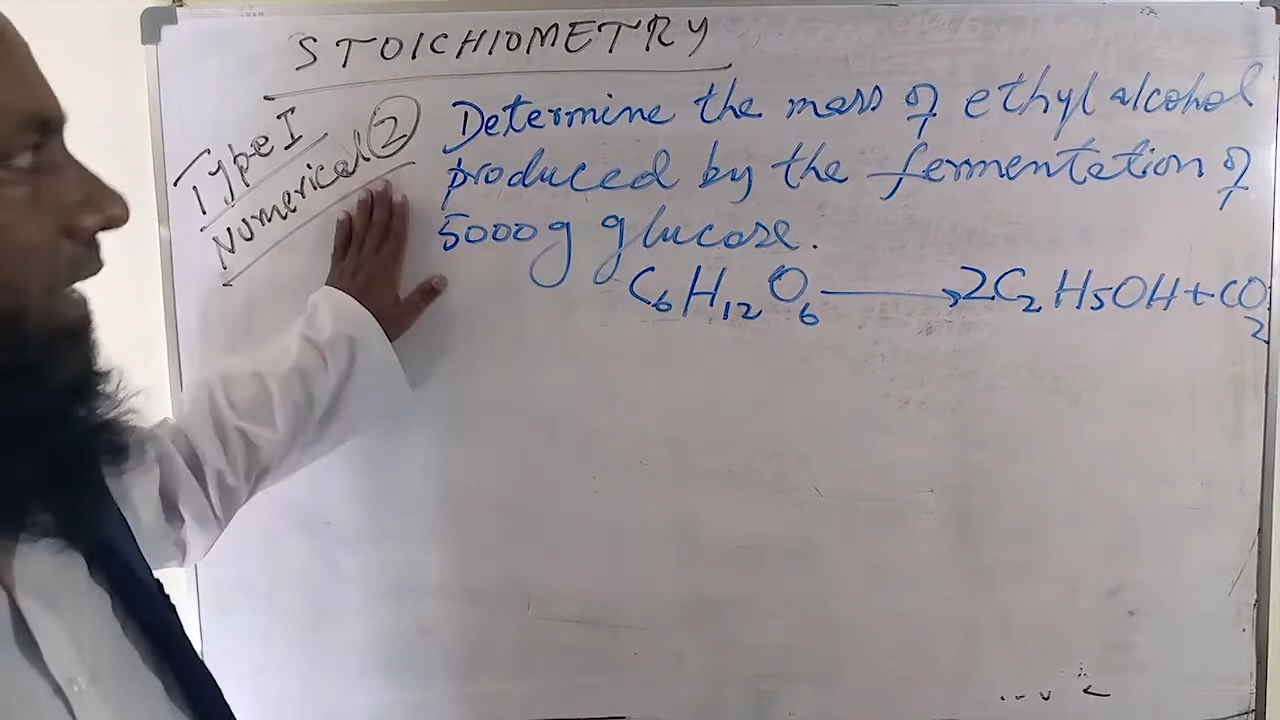 STOICHIOMETRY
Type I
Numerical ②
Determine the mass of ethyl alcohol
produced by the fermentation of
5000g glucose.
C₆H₁₂O₆ ⟶ 2C₂H₅OH+CO₂